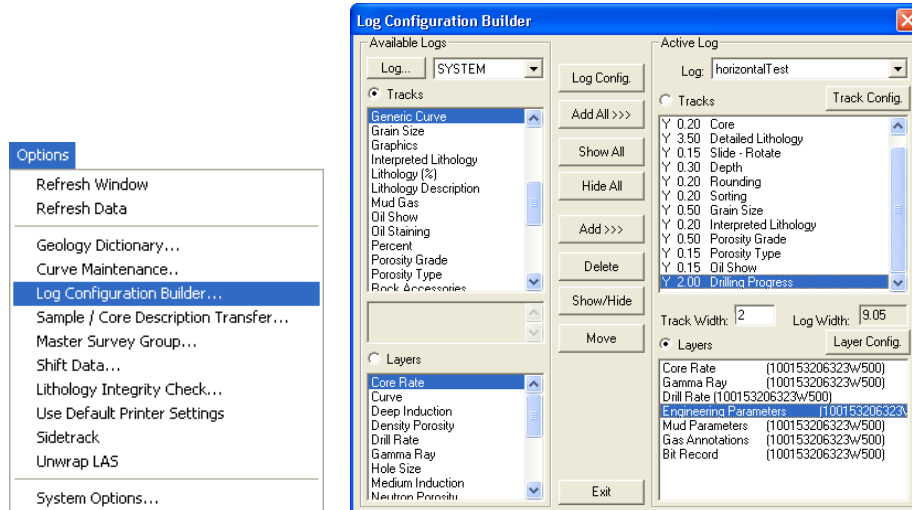 Options
Refresh Window
Refresh Data
Geology Dictionary...
Curve Maintenance..
Log Configuration Builder...
Sample / Core Description Transfer...
Master Survey Group...
Shift Data...
Lithology Integrity Check...
Use Default Printer Settings
Sidetrack
Unwrap LAS
System Options...
Log Configuration Builder
Available Logs
Log...
SYSTEM
Tracks
Generic Curve
Grain Size
Graphics
Interpreted Lithology
Lithology (%)
Lithology Description
Mud Gas
Oil Show
Oil Staining
Percent
Porosity Grade
Porosity Type
Rock Accessories
Layers
Core Rate
Curve
Deep Induction
Density Porosity
Drill Rate
Gamma Ray
Hole Size
Medium Induction
Neutron Porosity
Log Config.
Add All >>>
Show All
Hide All
Add >>>
Delete
Show/Hide
Move
Exit
Active Log
Log: horizontalTest
Tracks
Track Config.
Y 0.20 Core
Y 3.50 Detailed Lithology
Y 0.15 Slide - Rotate
Y 0.30 Depth
Y 0.20 Rounding
Y 0.20 Sorting
Y 0.50 Grain Size
Y 0.20 Interpreted Lithology
Y 0.50 Porosity Grade
Y 0.15 Porosity Type
Y 0.15 Oil Show
Y 2.00 Drilling Progress
Track Width: 2 Log Width: 9.05
Layers
Layer Config.
Core Rate (100153206323W500)
Gamma Ray (100153206323W500)
Drill Rate (100153206323W500)
Engineering Parameters (100153206323W
Mud Parameters (100153206323W500)
Gas Annotations (100153206323W500)
Bit Record (100153206323W500)